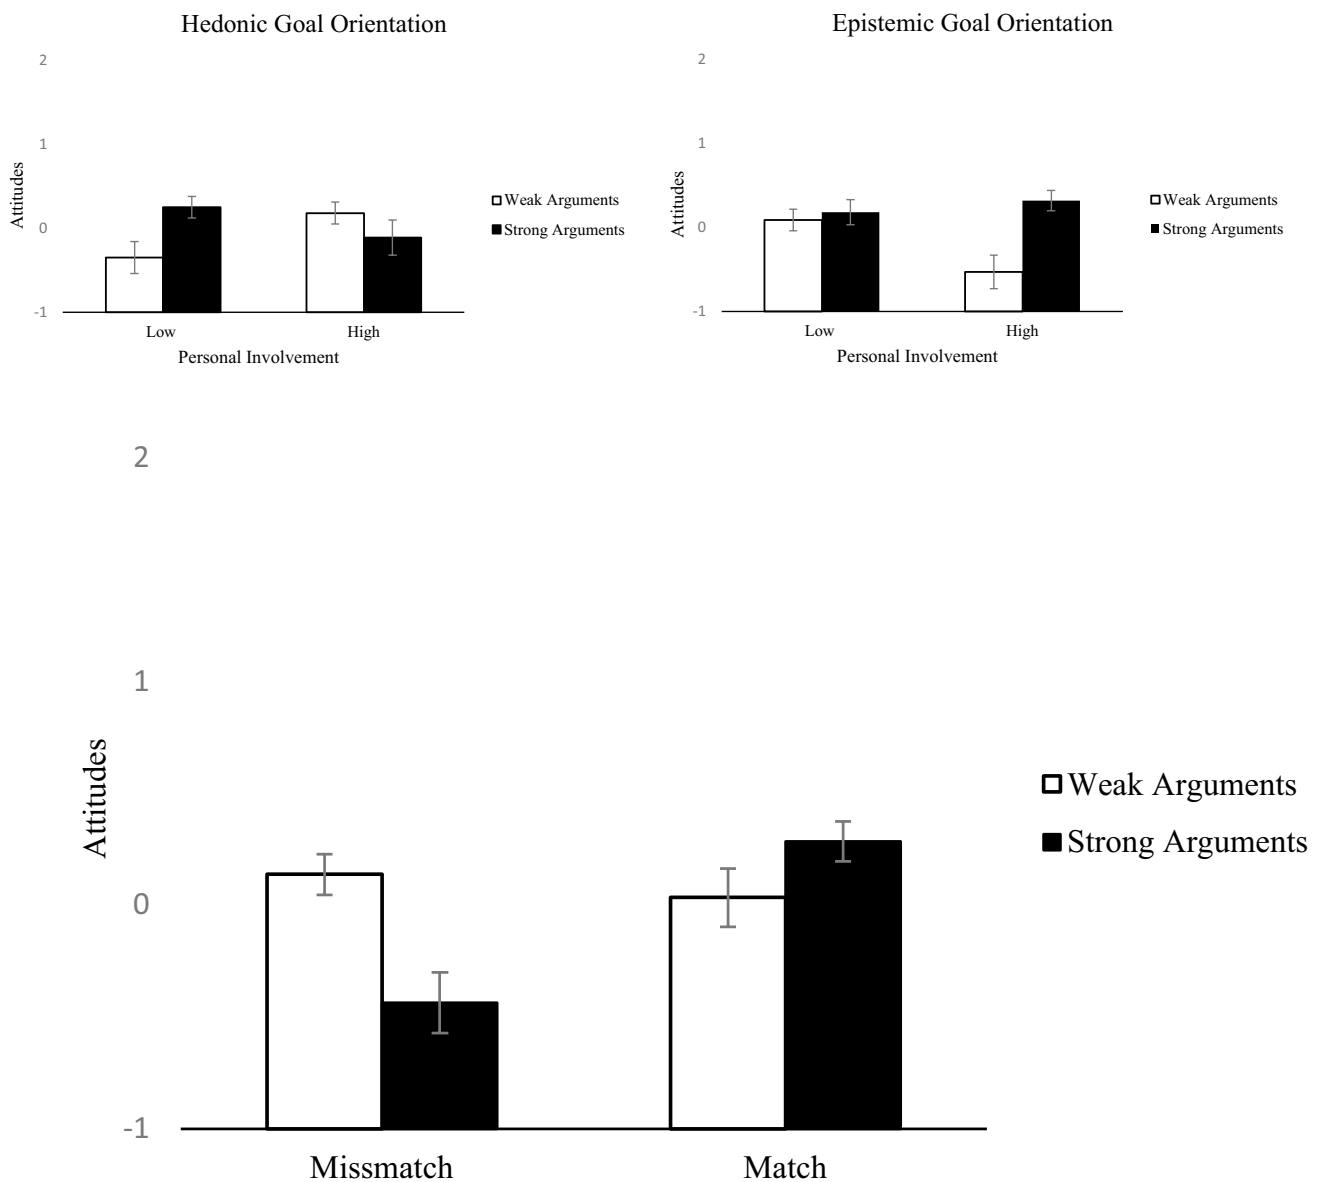 Hedonic Goal Orientation
2
1
0
-1
Attitudes
Low
High
Personal Involvement
Weak Arguments
Strong Arguments
Epistemic Goal Orientation
2
1
0
-1
Attitudes
Low
High
Personal Involvement
Weak Arguments
Strong Arguments
2
1
0
-1
Attitudes
Missmatch
Match
Weak Arguments
Strong Arguments